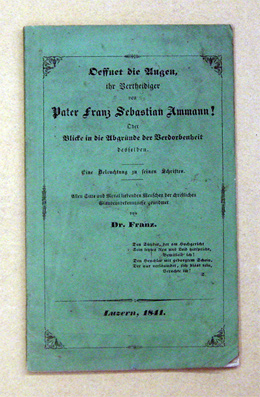 Oeffnet die Augen,
ihr Vertheidiger
von
Pater Franz Sebastian Ammann!
Oder
Blicke in die Abgründe der Verdorbenheit
desselben.
Eine Beleuchtung zu seinen Schriften.
Allen Sitte und Moral liebenden Menschen der christlichen
gewidmet
von
Dr. Franz.
Luzern, 1841.